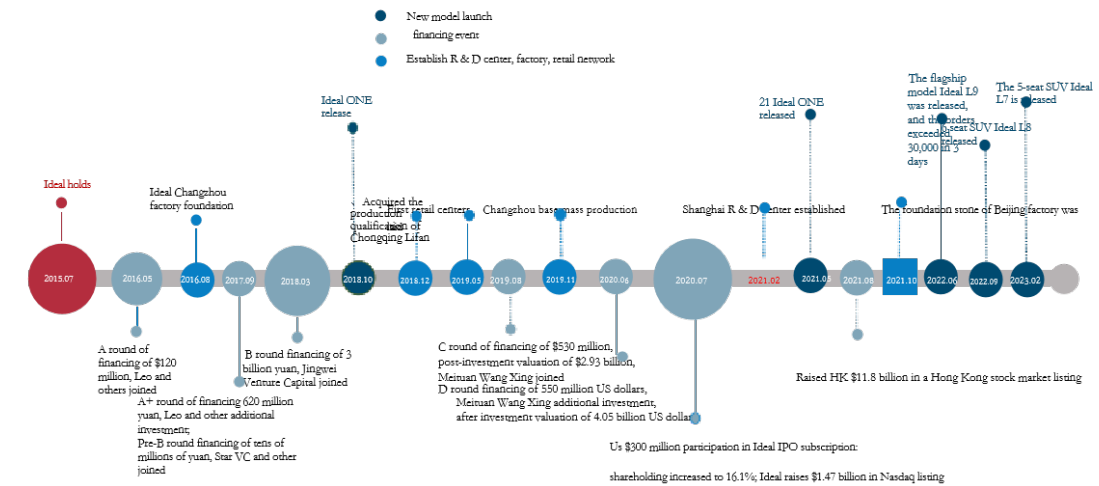 New model launch
financing event
Establish R & D center, factory, retail network
Ideal holds
Ideal Changzhou
factory foundation
Ideal ONE
release
Acquired the
production
qualification of
Chongqing Lifan
First retail centers
Changzhou base mass production
21 Ideal ONE
released
Shanghai R & D center established
The flagship
model Ideal L9
was released,
and the orders
exceeded
30,000 in 3
days
The 5-seat SUV Ideal
L7 is released
6-seat SUV Ideal L8
released
The foundation stone of Beijing factory was
2015.07
2016.05
2016.08
2017.09
2018.03
2018.10
2018.12
2019.05
2019.08
2019.11
2020.06
2020.07
2021.02
2021.05
2021.08
2021.10
2022.06
2022.09
2023.02
A round of
financing of $120
million, Leo and
others joined
A+ round of financing 620 million
yuan, Leo and other additional
investment;
Pre-B round financing of tens of
millions of yuan, Star VC and other
joined
B round financing of 3
billion yuan, Jingwei
Venture Capital joined
C round of financing of $530 million,
post-investment valuation of $2.93 billion,
Meituan Wang Xing joined
D round financing of 550 million US dollars,
Meituan Wang Xing additional investment,
after investment valuation of 4.05 billion US dollars
Us $300 million participation in Ideal IPO subscription:
shareholding increased to 16.1%; Ideal raises $1.47 billion in Nasdaq listing
Raised HK $11.8 billion in a Hong Kong stock market listing